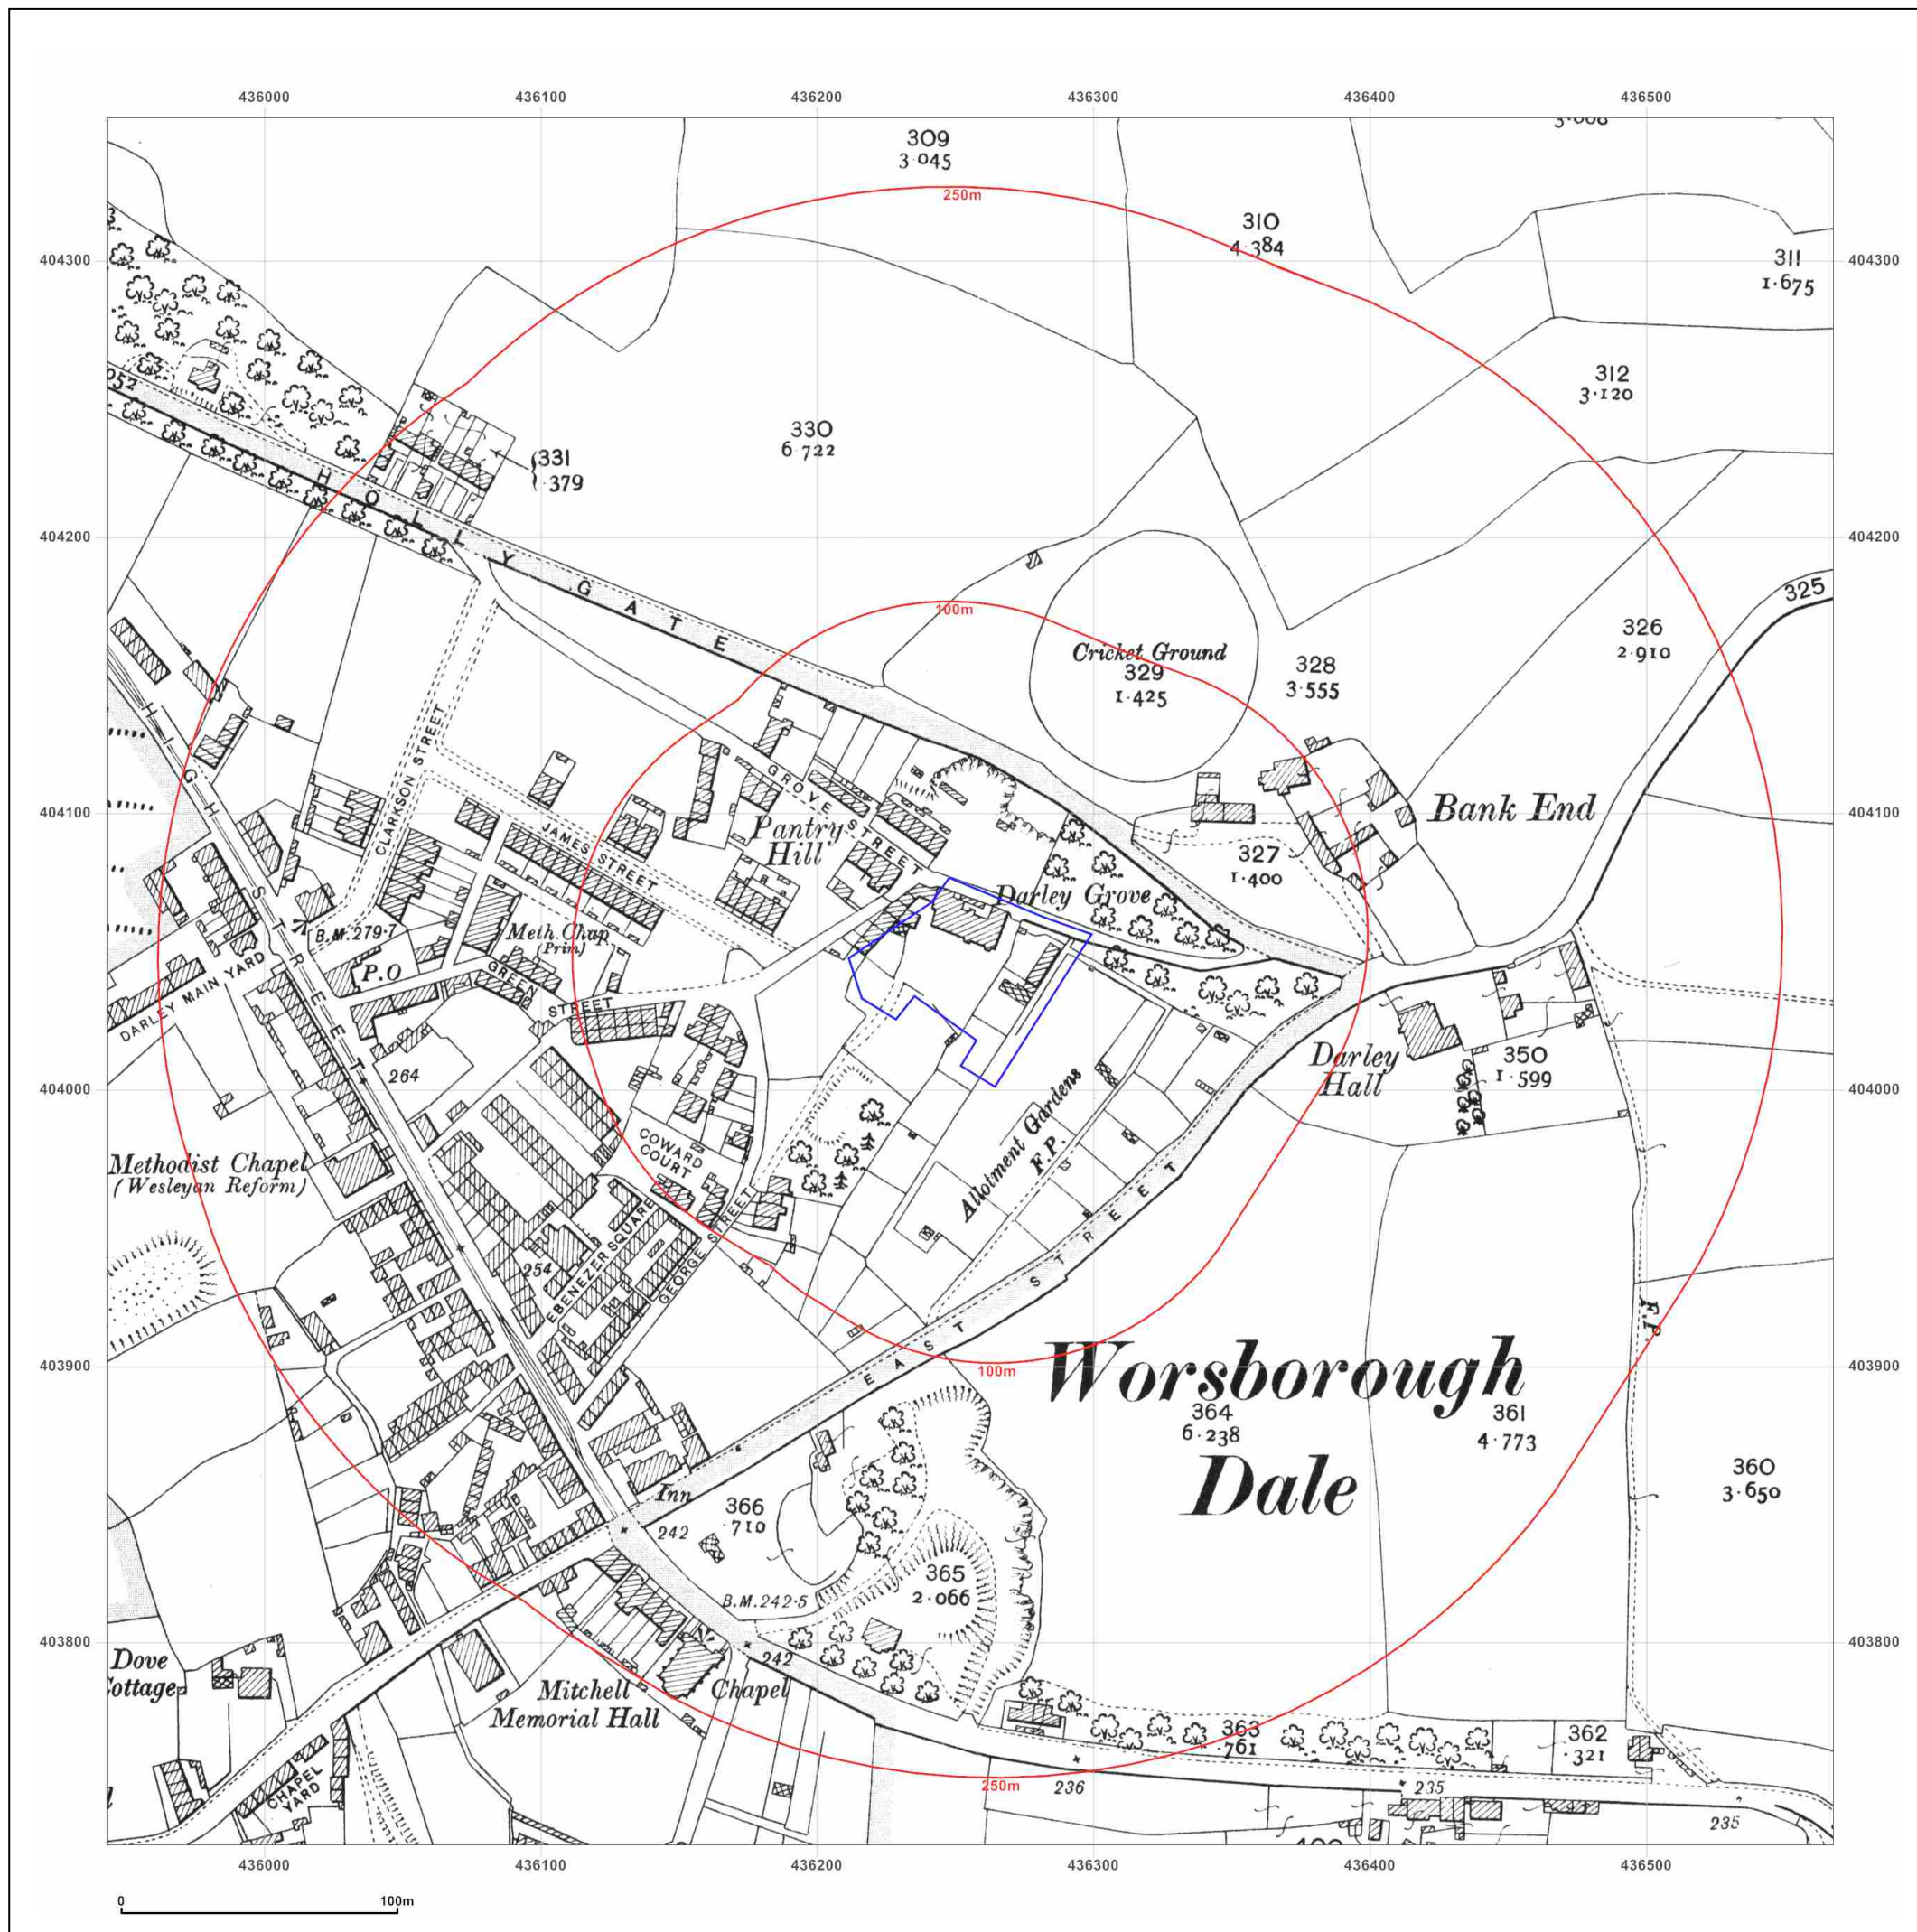 436000 436100 436200 436300 436400 436500
309
3·045
250m
310
4·384
404300
404300
311
1·675
312
3·120
330
6·722
331
·379
HOLLY GATE
404200
404200
325
326
2·910
100m
Cricket Ground
329
1·425
328
3·555
HIGH STREET
CLARKSON STREET
GROVE STREET
Pantry
Hill
JAMES STREET
404100
404100
Bank End
327
1·400
Darley Grove
B.M.279·7
Meth. Chap
(Prim)
P.O
GREEN
STREET
DARLEY MAIN YARD
264
Darley
Hall
350
1·599
404000
404000
COWARD
COURT
Allotment Gardens
F.P.
Methodist Chapel
(Wesleyan Reform)
EBENEZER SQUARE
GEORGE STREET
254
EAST STREET
F.P.
403900
403900
100m
Worsborough
364
6·238
361
4·773
Dale
360
3·650
Inn
242
366
·710
365
2·066
B.M.242·5
403800
403800
242
Dove
Cottage
Mitchell
Memorial Hall
Chapel
363
·761
362
·321
250m
236
235
235
CHAPEL
YARD
436000 436100 436200 436300 436400 436500
0 100m